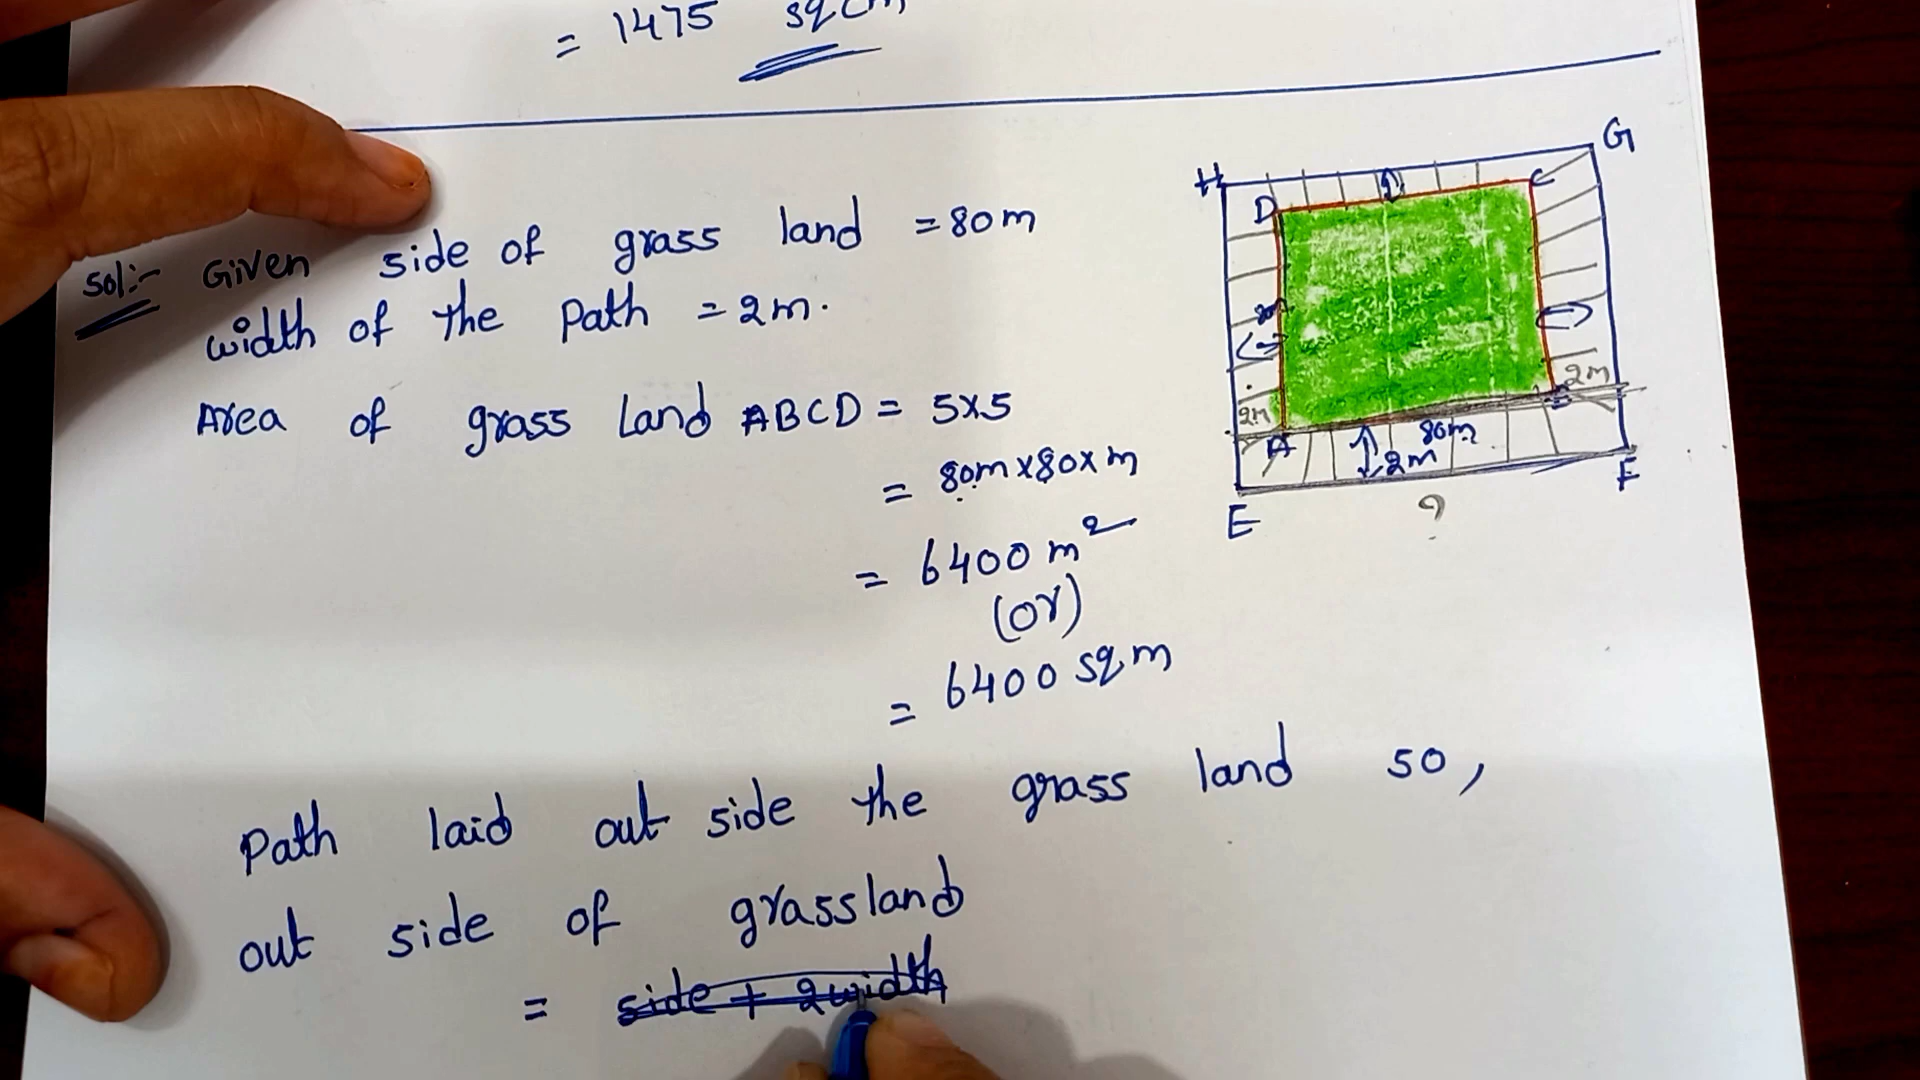 = 1475 sq cm
Sol:- Given side of grass land = 80m
width of the Path = 2m.
Area of grass land ABCD = 5x5
= 80m x 80x m
= 6400 m²
(or)
= 6400 sq m
Path laid out side the grass land so,
out side of grassland
= side + 2width
H
G
D
C
2m
2m
A
B
80m
2m
E
F
?